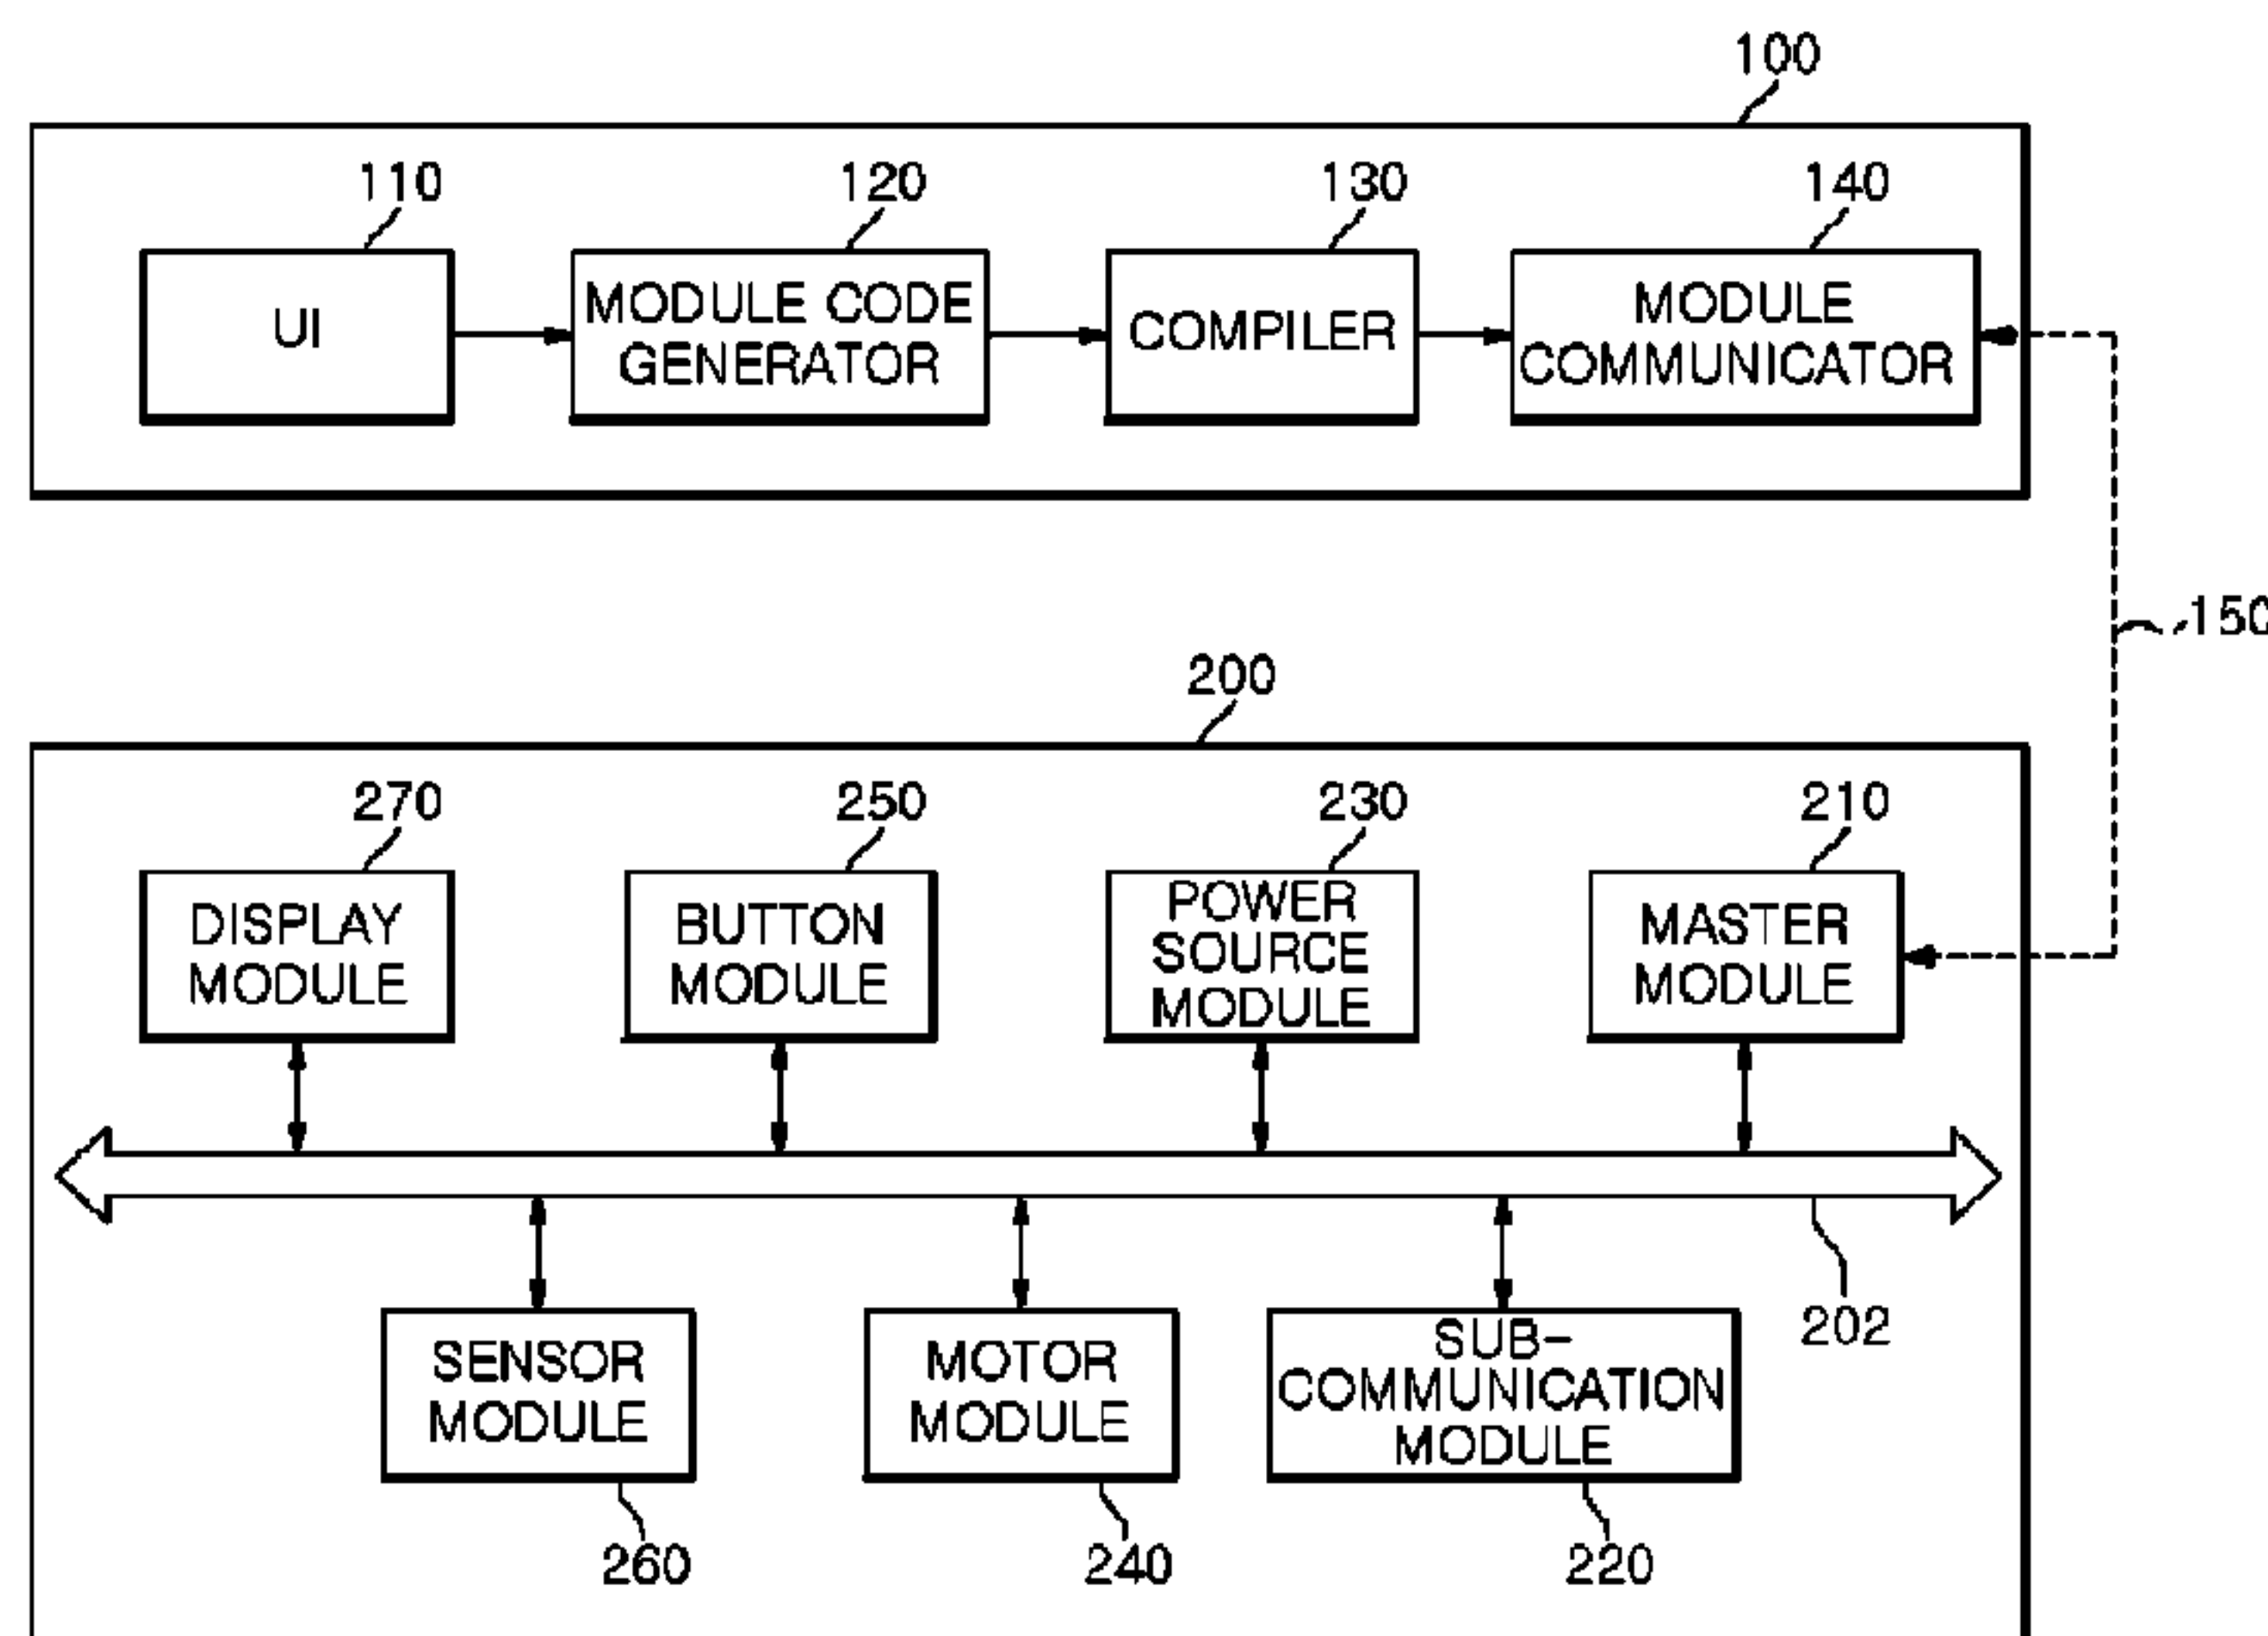 100
110
120
130
140
UI
MODULE CODE
GENERATOR
COMPILER
MODULE
COMMUNICATOR
150
200
270
250
230
210
DISPLAY
MODULE
BUTTON
MODULE
POWER
SOURCE
MODULE
MASTER
MODULE
202
SENSOR
MODULE
MOTOR
MODULE
SUB-
COMMUNICATION
MODULE
260
240
220